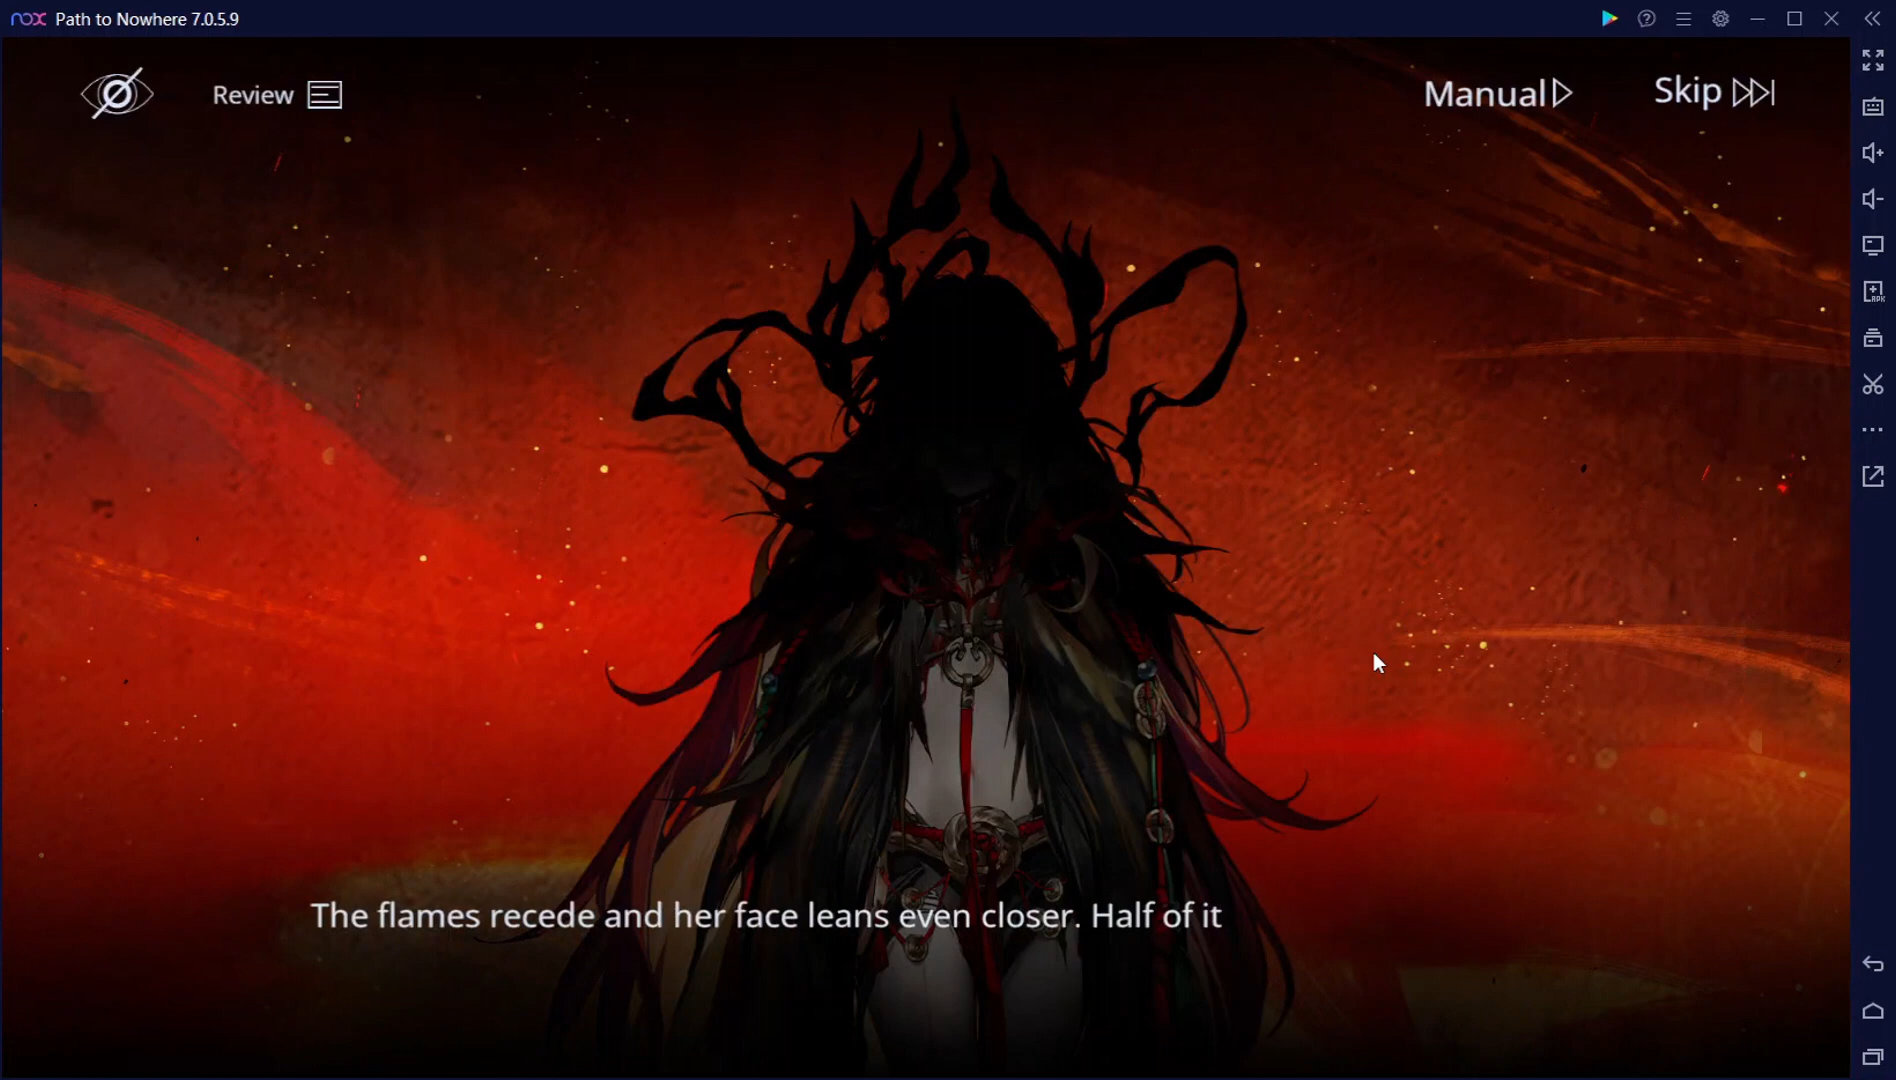 nox Path to Nowhere 7.0.5.9
Review
Manual
Skip
The flames recede and her face leans even closer. Half of it